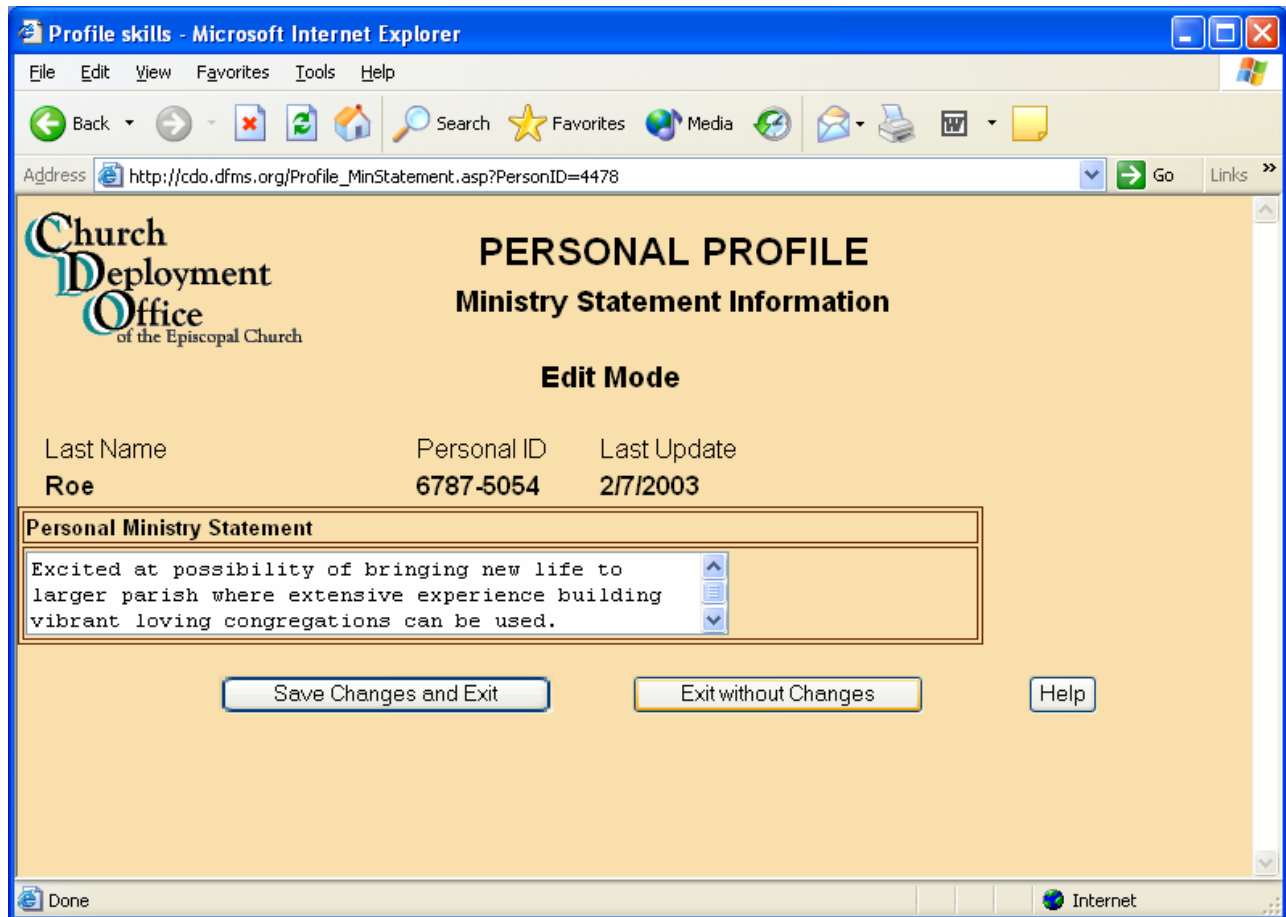 Profile skills - Microsoft Internet Explorer
File Edit View Favorites Tools Help
Back Search Favorites Media
Address http://cdo.dfms.org/Profile_MinStatement.asp?PersonID=4478 Go Links »
Church
Deployment
Office
of the Episcopal Church
PERSONAL PROFILE
Ministry Statement Information
Edit Mode
Last Name Personal ID Last Update
Roe 6787-5054 2/7/2003
Personal Ministry Statement
Excited at possibility of bringing new life to
larger parish where extensive experience building
vibrant loving congregations can be used.
Save Changes and Exit Exit without Changes Help
Done Internet